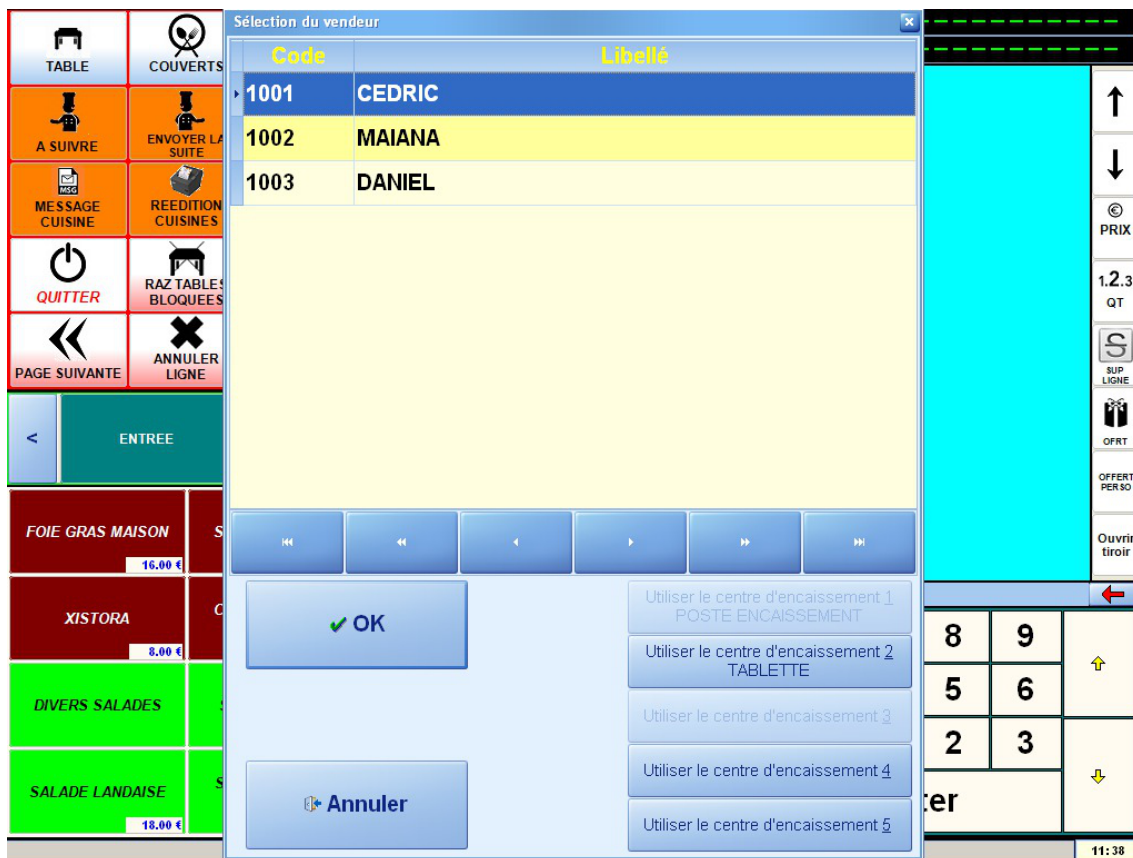 Sélection du vendeur
Code Libellé
1001 CEDRIC
1002 MAIANA
1003 DANIEL
OK
Annuler
Utiliser le centre d'encaissement 1
POSTE ENCAISSEMENT
Utiliser le centre d'encaissement 2
TABLETTE
Utiliser le centre d'encaissement 3
Utiliser le centre d'encaissement 4
Utiliser le centre d'encaissement 5
TABLE
COUVERTS
A SUIVRE
ENVOYER LA
SUITE
MSG
MESSAGE
CUISINE
REEDITION
CUISINES
QUITTER
RAZ TABLES
BLOQUEES
PAGE SUIVANTE
ANNULER
LIGNE
<
ENTREE
FOIE GRAS MAISON
16.00 €
S
XISTORA
8.00 €
C
DIVERS SALADES
SALADE LANDAISE
18.00 €
S
€
PRIX
1.2.3
QT
S
SUP
LIGNE
OFRT
OFFERT
PERSO
Ouvrir
tiroir
8 9
5 6
2 3
ter
11:38